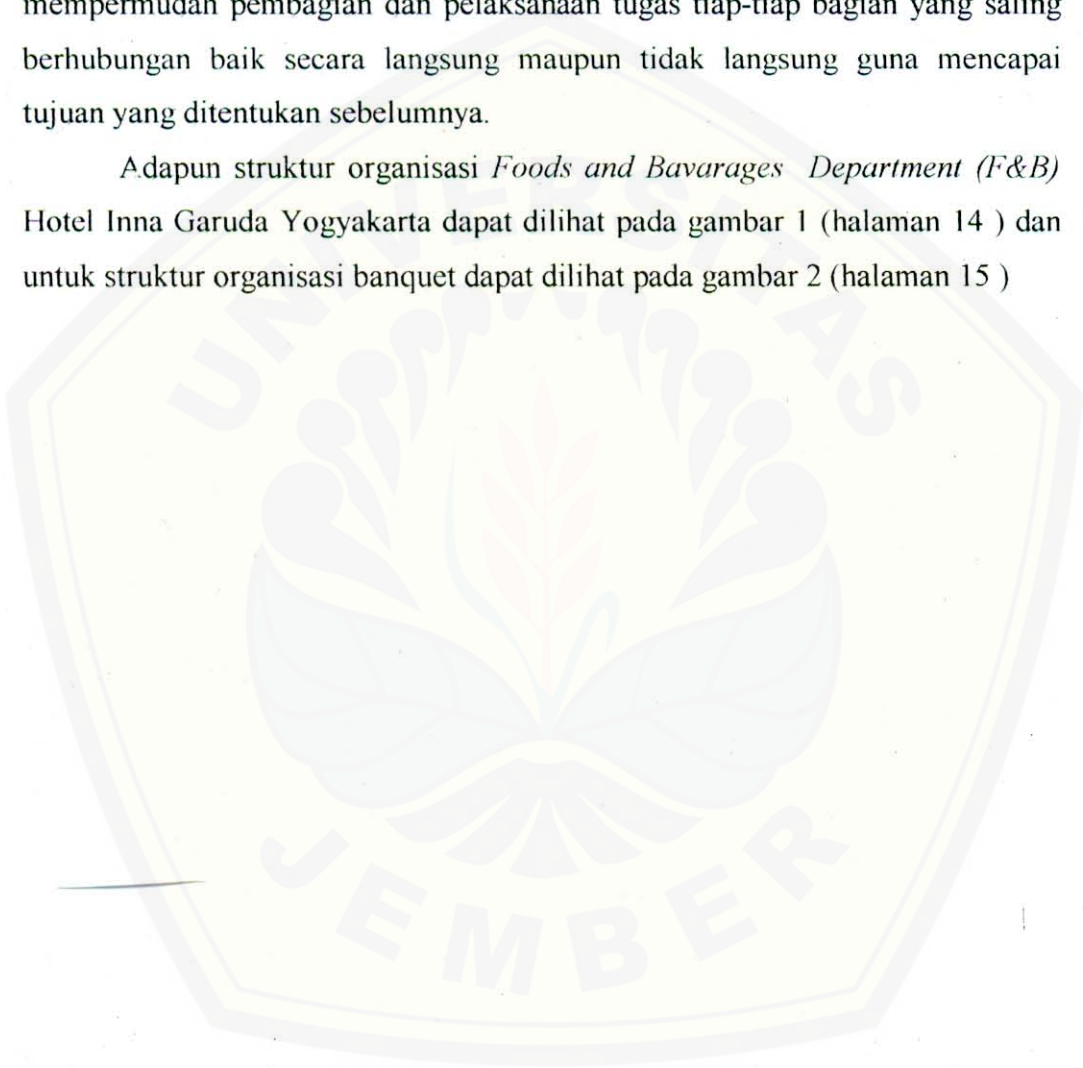 mempermudah pembagian dan pelaksanaan tugas tiap-tiap bagian yang saling
berhubungan baik secara langsung maupun tidak langsung guna mencapai
tujuan yang ditentukan sebelumnya.
Adapun struktur organisasi Foods and Bavarages Department (F&B)
Hotel Inna Garuda Yogyakarta dapat dilihat pada gambar 1 (halaman 14 ) dan
untuk struktur organisasi banquet dapat dilihat pada gambar 2 (halaman 15 )
UNIVERSITAS
JEMBER